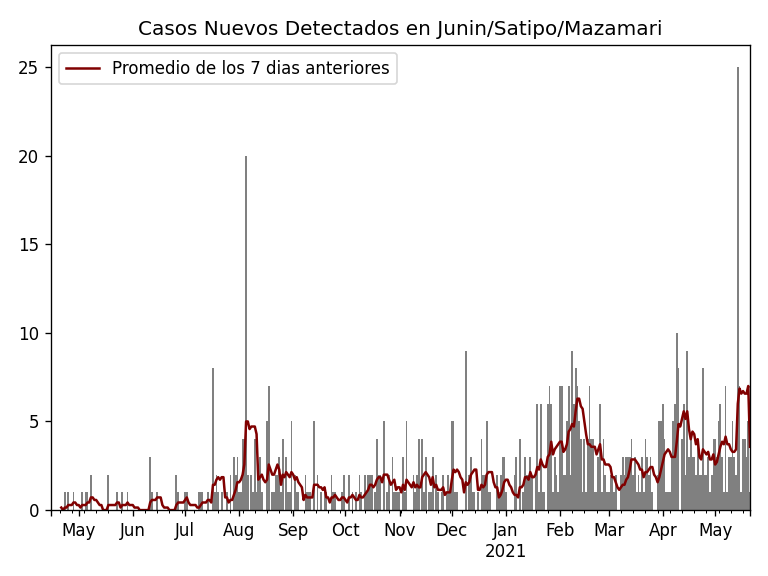 Casos Nuevos Detectados en Junin/Satipo/Mazamari
Promedio de los 7 dias anteriores
25
20
15
10
5
0
May Jun Jul Aug Sep Oct Nov Dec Jan Feb Mar Apr May
2021